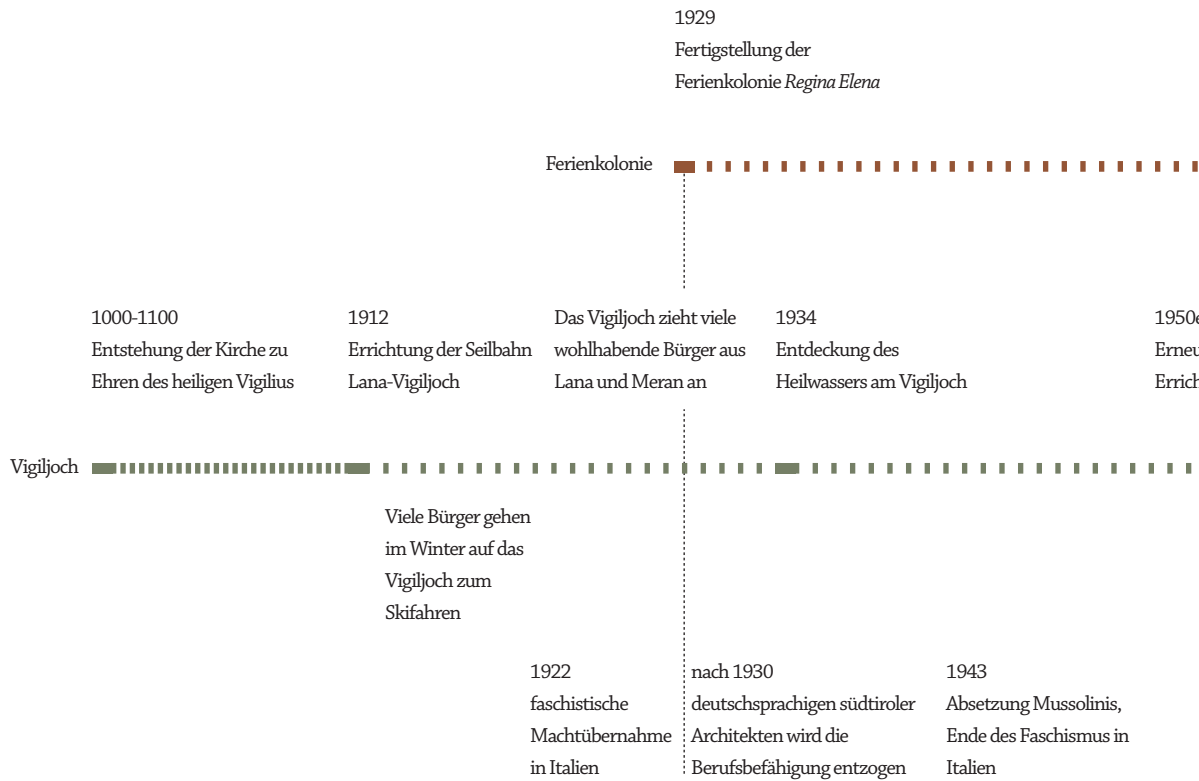 1929
Fertigstellung der
Ferienkolonie Regina Elena
Ferienkolonie
1000-1100
Entstehung der Kirche zu
Ehren des heiligen Vigilius
1912
Errichtung der Seilbahn
Lana-Vigiljoch
Das Vigiljoch zieht viele
wohlhabende Bürger aus
Lana und Meran an
1934
Entdeckung des
Heilwassers am Vigiljoch
Vigiljoch
Viele Bürger gehen
im Winter auf das
Vigiljoch zum
Skifahren
1922
faschistische
Machtübernahme
in Italien
nach 1930
deutschsprachigen südtiroler
Architekten wird die
Berufsbefähigung entzogen
1943
Absetzung Mussolinis,
Ende des Faschismus in
Italien